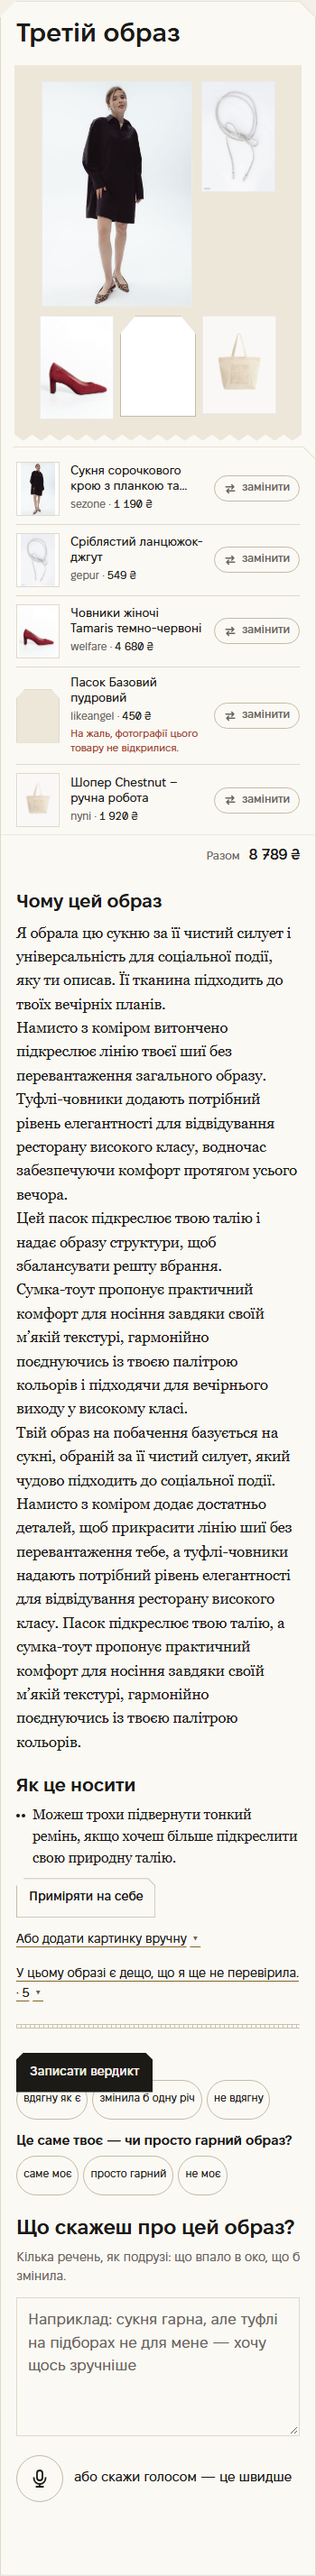 Третій образ
Сукня сорочкового
крою з планкою та...
sezone · 1 190 ₴
замінити
Сріблястий ланцюжок-
джгут
gepur · 549 ₴
замінити
Човники жіночі
Tamaris темно-червоні
welfare · 4 680 ₴
замінити
Пасок Базовий
пудровий
likeangel · 450 ₴
На жаль, фотографії цього
товару не відкрилися.
замінити
Шопер Chestnut –
ручна робота
nyni · 1 920 ₴
замінити
Разом 8 789 ₴
Чому цей образ
Я обрала цю сукню за її чистий силует і
універсальність для соціальної події,
яку ти описав. Її тканина підходить до
твоїх вечірніх планів.
Намисто з коміром витончено
підкреслює лінію твоєї шиї без
перевантаження загального образу.
Туфлі-човники додають потрібний
рівень елегантності для відвідування
ресторану високого класу, водночас
забезпечуючи комфорт протягом усього
вечора.
Цей пасок підкреслює твою талію і
надає образу структури, щоб
збалансувати решту вбрання.
Сумка-тоут пропонує практичний
комфорт для носіння завдяки своїй
м’якій текстурі, гармонійно
поєднуючись із твоєю палітрою
кольорів і підходячи для вечірнього
виходу у високому класі.
Твій образ на побачення базується на
сукні, обраній за її чистий силует, який
чудово підходить до соціальної події.
Намисто з коміром додає достатньо
деталей, щоб прикрасити лінію шиї без
перевантаження тебе, а туфлі-човники
надають потрібний рівень елегантності
для відвідування ресторану високого
класу. Пасок підкреслює твою талію, а
сумка-тоут пропонує практичний
комфорт для носіння завдяки своїй
м’якій текстурі, гармонійно
поєднуючись із твоєю палітрою
кольорів.
Як це носити
•• Можеш трохи підвернути тонкий
ремінь, якщо хочеш більше підкреслити
свою природну талію.
Приміряти на себе
Або додати картинку вручну
У цьому образі є дещо, що я ще не перевірила.
· 5
Записати вердикт
вдягну як є
змінила б одну річ
не вдягну
Це саме твоє — чи просто гарний образ?
саме моє
просто гарний
не моє
Що скажеш про цей образ?
Кілька речень, як подрузі: що впало в око, що б
змінила.
Наприклад: сукня гарна, але туфлі
на підборах не для мене — хочу
щось зручніше
або скажи голосом — це швидше